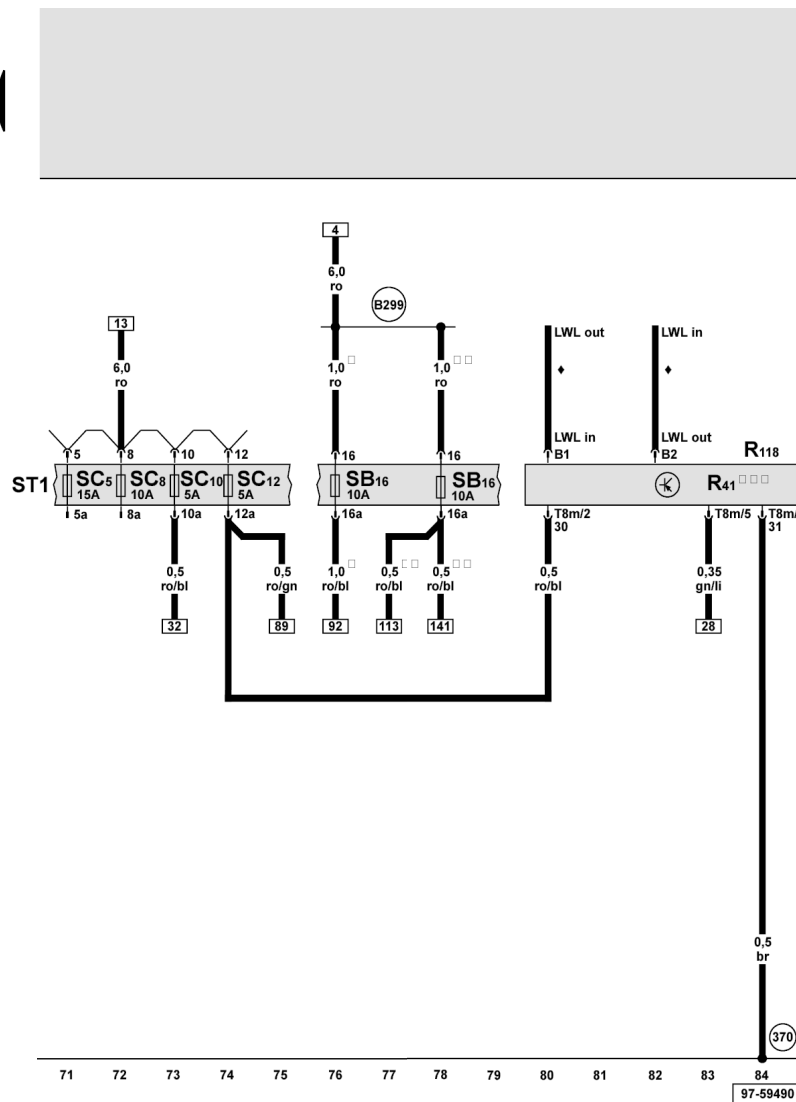 4
6,0
ro
B299
13
LWL out
LWL in
6,0
ro
1,0 □
ro
1,0 □ □
ro
♦
♦
LWL in
LWL out
5
8
10
12
16
16
B1
B2
R118
ST1
SC5
15A
SC8
10A
SC10
5A
SC12
5A
SB16
10A
SB16
10A
R41 □ □ □
5a
8a
10a
12a
16a
16a
T8m/2
30
T8m/5
T8m/
31
0,5
ro/bl
0,5
ro/gn
1,0 □
ro/bl
0,5 □ □
ro/bl
0,5 □ □
ro/bl
0,5
ro/bl
0,35
gn/li
32
89
92
113
141
28
0,5
br
370
71 72 73 74 75 76 77 78 79 80 81 82 83 84
97-59490